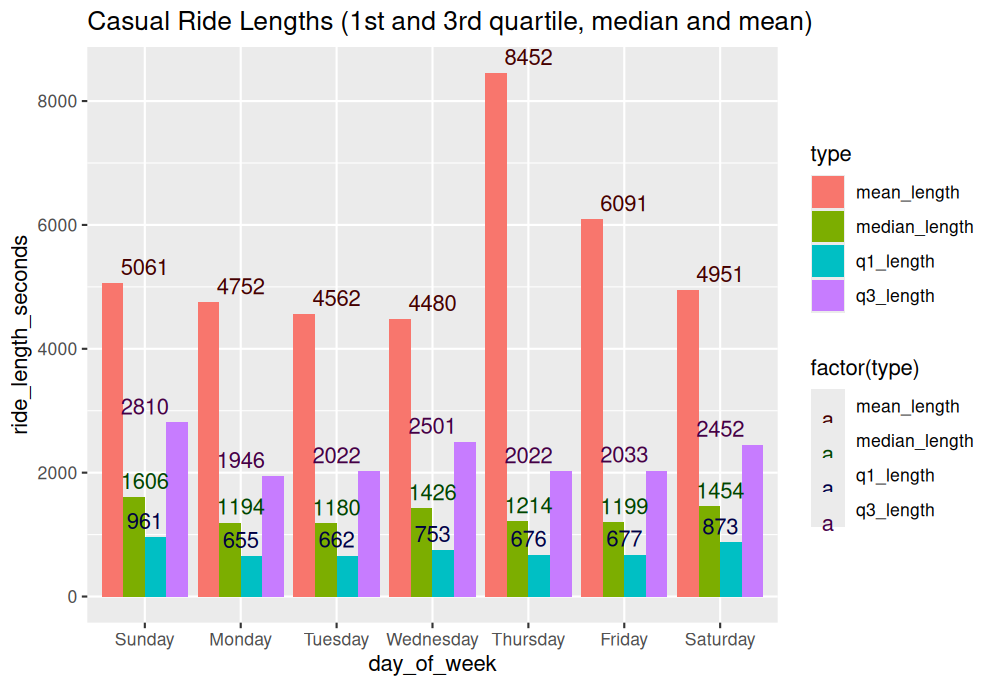 Casual Ride Lengths (1st and 3rd quartile, median and mean)
8452
8000
6091
6000
5061
4951
4752
4562
4480
4000
2810
2501
2452
1946
2022
2022
2033
2000
1606
1426
1454
1194
1180
1214
1199
961
753
873
655
662
676
677
0
ride_length_seconds
Sunday Monday Tuesday Wednesday Thursday Friday Saturday
day_of_week
type
mean_length
median_length
q1_length
q3_length
factor(type)
a mean_length
a median_length
a q1_length
a q3_length